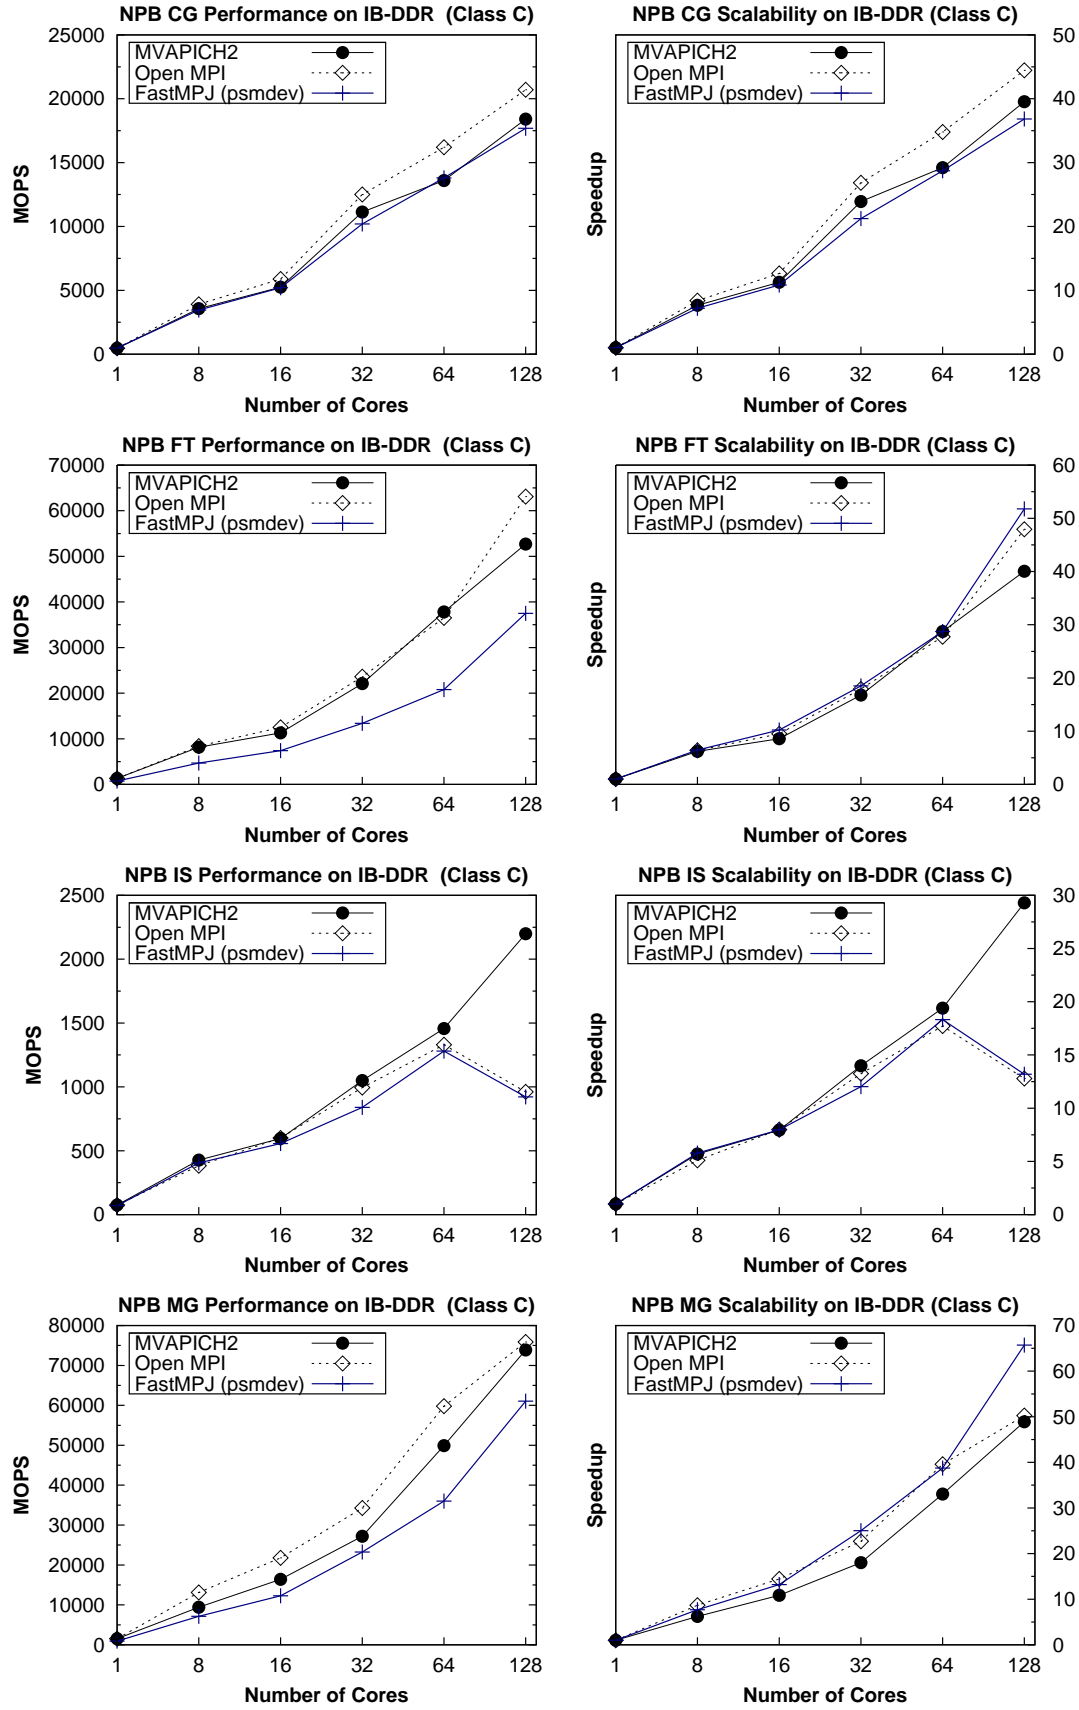 NPB CG Performance on IB-DDR (Class C)
MVAPICH2
Open MPI
FastMPJ (psmdev)
25000
20000
15000
10000
5000
0
MOPS
1 8 16 32 64 128
Number of Cores
NPB CG Scalability on IB-DDR (Class C)
MVAPICH2
Open MPI
FastMPJ (psmdev)
50
40
30
20
10
0
Speedup
1 8 16 32 64 128
Number of Cores
NPB FT Performance on IB-DDR (Class C)
MVAPICH2
Open MPI
FastMPJ (psmdev)
70000
60000
50000
40000
30000
20000
10000
0
MOPS
1 8 16 32 64 128
Number of Cores
NPB FT Scalability on IB-DDR (Class C)
MVAPICH2
Open MPI
FastMPJ (psmdev)
60
50
40
30
20
10
0
Speedup
1 8 16 32 64 128
Number of Cores
NPB IS Performance on IB-DDR (Class C)
MVAPICH2
Open MPI
FastMPJ (psmdev)
2500
2000
1500
1000
500
0
MOPS
1 8 16 32 64 128
Number of Cores
NPB IS Scalability on IB-DDR (Class C)
MVAPICH2
Open MPI
FastMPJ (psmdev)
30
25
20
15
10
5
0
Speedup
1 8 16 32 64 128
Number of Cores
NPB MG Performance on IB-DDR (Class C)
MVAPICH2
Open MPI
FastMPJ (psmdev)
80000
70000
60000
50000
40000
30000
20000
10000
0
MOPS
1 8 16 32 64 128
Number of Cores
NPB MG Scalability on IB-DDR (Class C)
MVAPICH2
Open MPI
FastMPJ (psmdev)
70
60
50
40
30
20
10
0
Speedup
1 8 16 32 64 128
Number of Cores